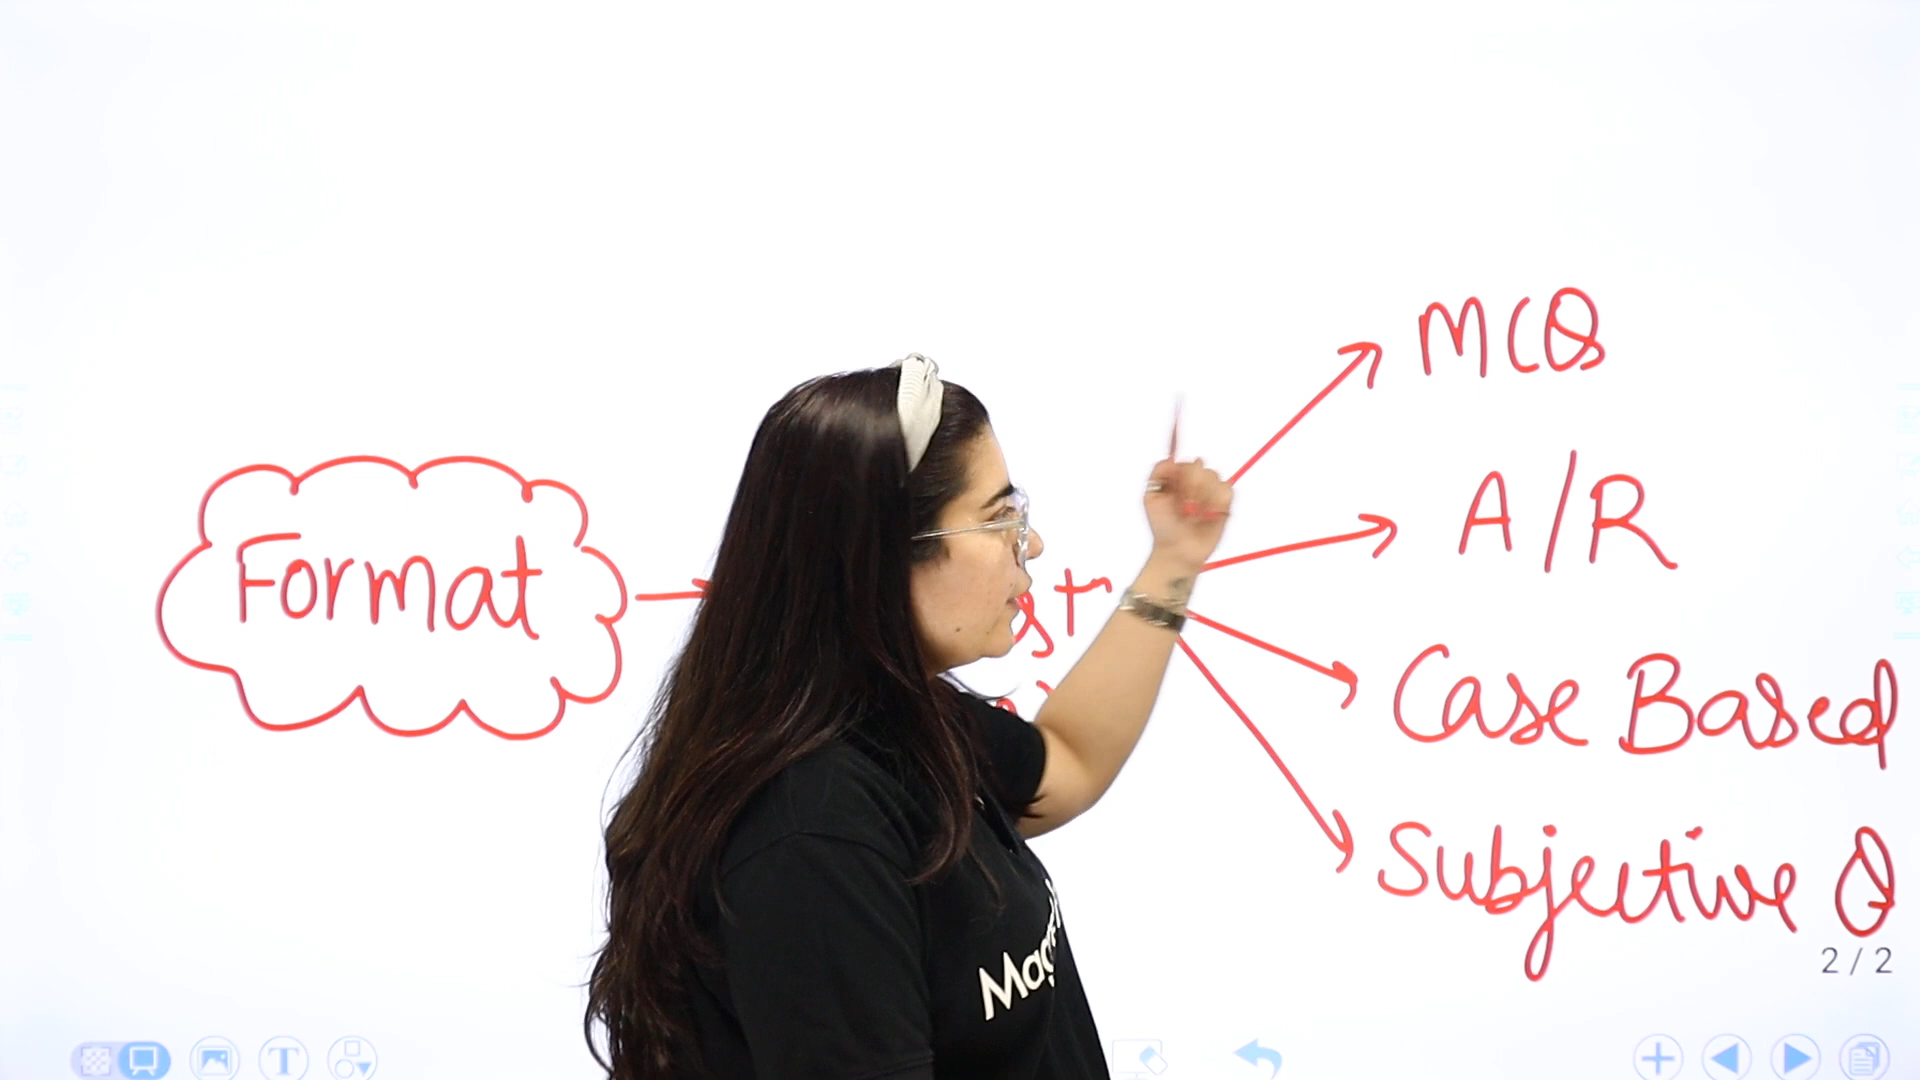 MCQ
A/R
Format
Case Based
Subjective Q
2/2
T